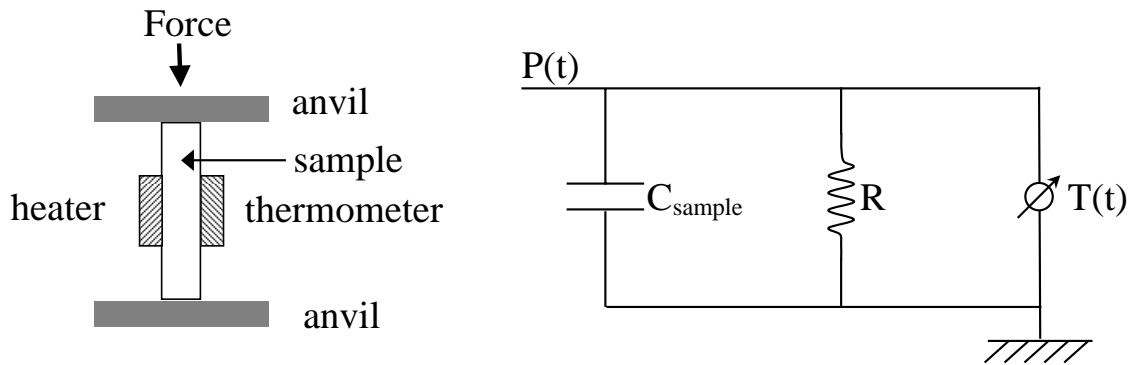 Force
anvil
sample
heater
thermometer
anvil
P(t)
C_sample
R
T(t)